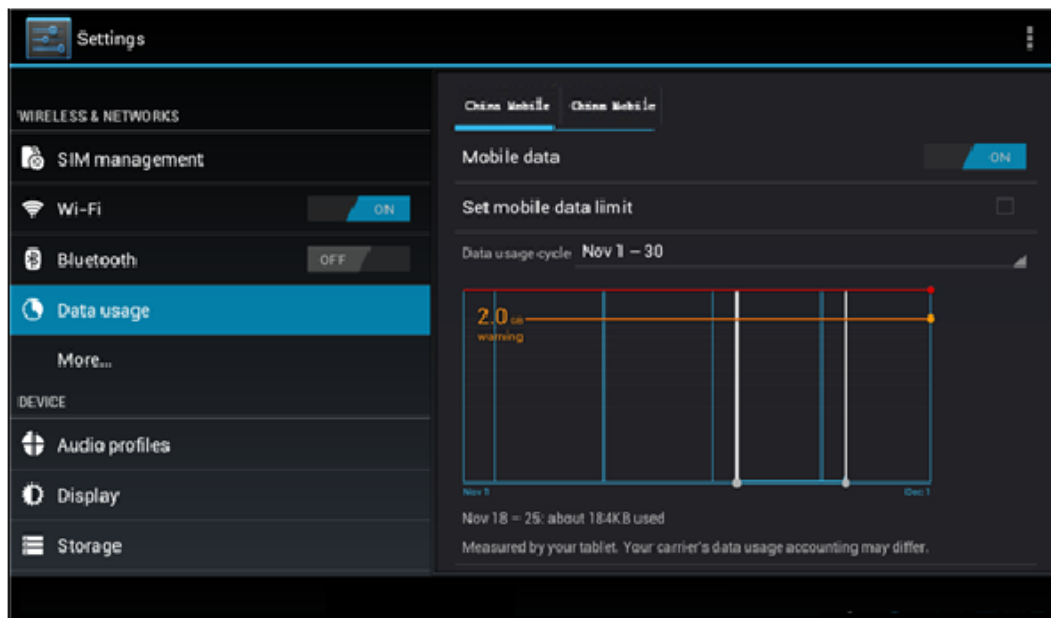 Settings
WIRELESS & NETWORKS
SIM management
Wi-Fi
ON
Bluetooth
OFF
Data usage
More...
DEVICE
Audio profiles
Display
Storage
China Mobile
China Mobile
Mobile data
ON
Set mobile data limit
Data usage cycle
Nov 1 – 30
2.0 GB
warning
Nov 1
Dec 1
Nov 18 – 25: about 184KB used
Measured by your tablet. Your carrier's data usage accounting may differ.